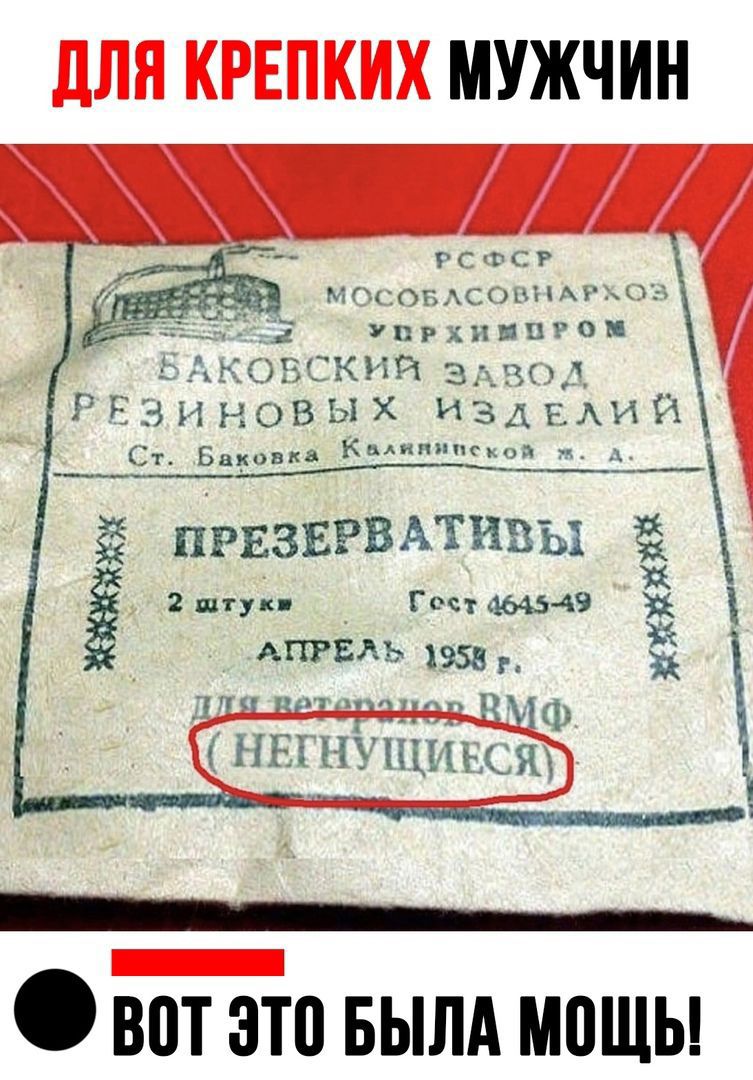 ДЛЯ КРЕПКИХ МУЖЧИН
РСФСР
МОСОБЛСОВНАРХОЗ
УПРХИМПРОМ
БАКОВСКИЙ ЗАВОД
РЕЗИНОВЫХ ИЗДЕЛИЙ
Ст. Баковка Калининской ж. д.
ПРЕЗЕРВАТИВЫ
2 штуки Гост 4645-49
АПРЕЛЬ 1958 г.
для ветеранов ВМФ.
(НЕГНУЩИЕСЯ)
ВОТ ЭТО БЫЛА МОЩЬ!